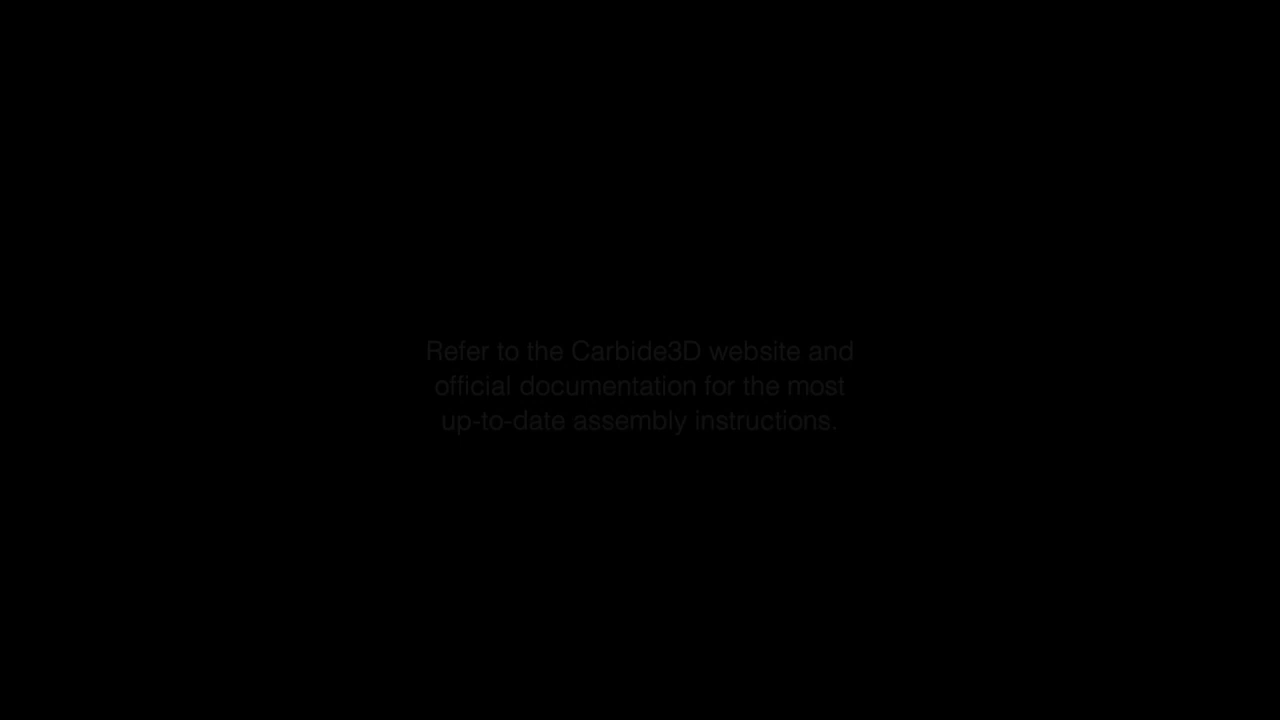 Refer to the Carbide3D website and
official documentation for the most
up-to-date assembly instructions.